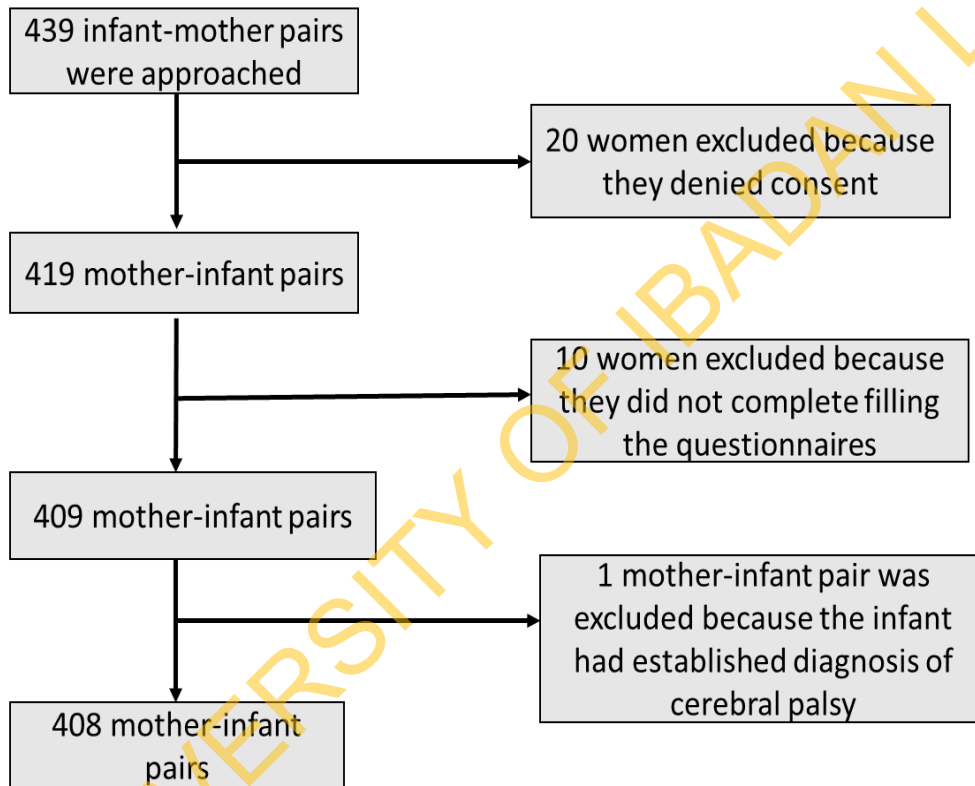 439 infant-mother pairs
were approached
20 women excluded because
they denied consent
419 mother-infant pairs
10 women excluded because
they did not complete filling
the questionnaires
409 mother-infant pairs
1 mother-infant pair was
excluded because the infant
had established diagnosis of
cerebral palsy
408 mother-infant
pairs
VERSITY OF IBADAN L